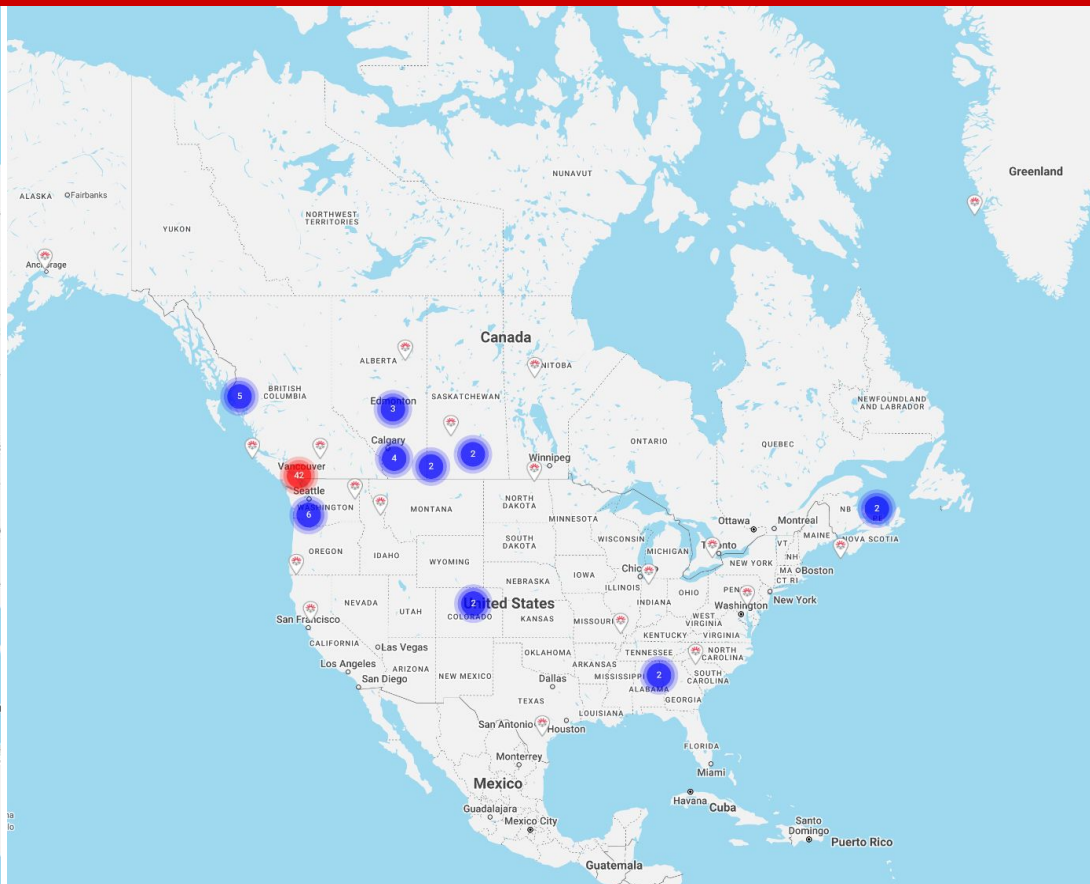 Greenland
NUNAVUT
ALASKA
Fairbanks
NORTHWEST
TERRITORIES
YUKON
Canada
ALBERTA
BRITISH
COLUMBIA
5
Edmonton
3
SASKATCHEWAN
NEWFOUNDLAND
AND LABRADOR
Calgary
ONTARIO
QUEBEC
4
2
2
Winnipeg
Vancouver
42
Seattle
WASHINGTON
6
MONTANA
NORTH
DAKOTA
MINNESOTA
Ottawa
Montreal
NB
2
MAINE
NOVA SCOTIA
OREGON
IDAHO
SOUTH
DAKOTA
WISCONSIN
MICHIGAN
VT
NH
NEW YORK
WYOMING
IOWA
MA
Boston
CT RI
NEBRASKA
ILLINOIS
OHIO
INDIANA
New York
Washington
NEVADA
UTAH
2
United States
COLORADO
KANSAS
MISSOURI
WEST
VIRGINIA
KENTUCKY
VIRGINIA
San Francisco
CALIFORNIA
Las Vegas
OKLAHOMA
TENNESSEE
NORTH
CAROLINA
Los Angeles
ARIZONA
NEW MEXICO
ARKANSAS
San Diego
Dallas
MISSISSIPPI
2
ALABAMA
SOUTH
CAROLINA
GEORGIA
TEXAS
LOUISIANA
San Antonio
Houston
FLORIDA
Monterrey
Miami
Mexico
Havana
Cuba
Guadalajara
Mexico City
Santo
Domingo
Puerto Rico
Guatemala